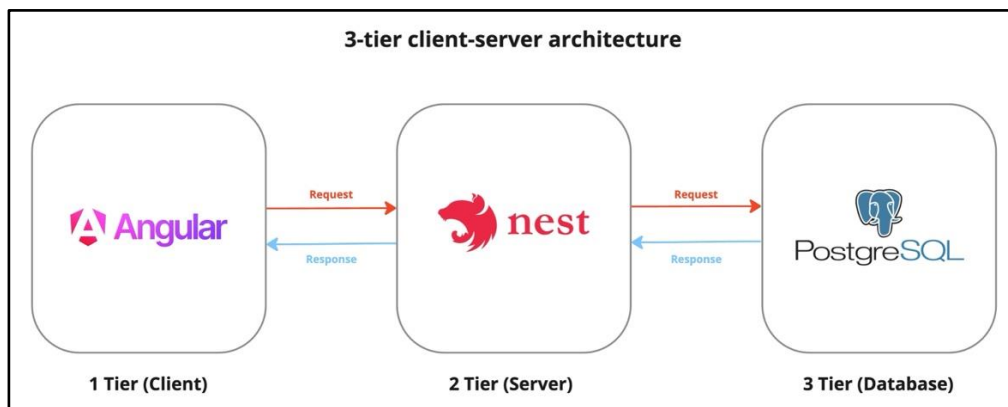 3-tier client-server architecture
Angular
Request
Response
nest
Request
Response
PostgreSQL
1 Tier (Client)
2 Tier (Server)
3 Tier (Database)